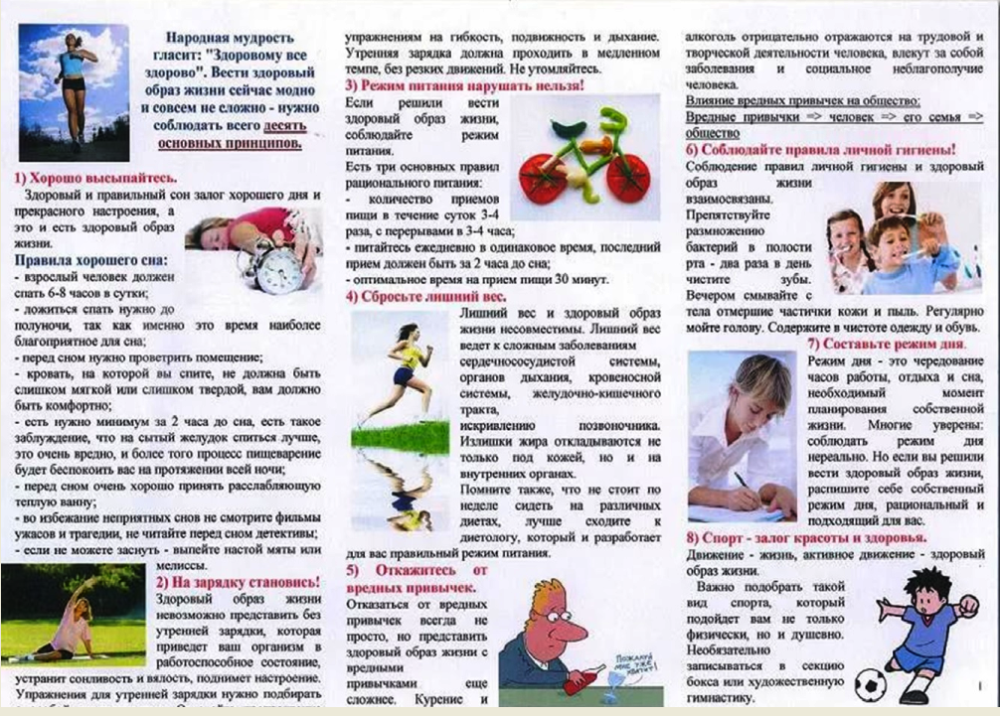 Народная мудрость
гласит: "Здоровому все
здорово". Вести здоровый
образ жизни сейчас модно
и совсем не сложно - нужно
соблюдать всего десять
основных принципов.
1) Хорошо высыпайтесь.
Здоровый и правильный сон залог хорошего дня и
прекрасного настроения, а
это и есть здоровый образ
жизни.
Правила хорошего сна:
- взрослый человек должен
спать 6-8 часов в сутки;
- ложиться спать нужно до
полуночи, так как именно это время наиболее
благоприятное для сна;
- перед сном нужно проветрить помещение;
- кровать, на которой вы спите, не должна быть
слишком мягкой или слишком твердой, вам должно
быть комфортно;
- есть нужно минимум за 2 часа до сна, есть такое
заблуждение, что на сытый желудок спиться лучше,
это очень вредно, и более того процесс пищеварение
будет беспокоить вас на протяжении всей ночи;
- перед сном очень хорошо принять расслабляющую
теплую ванну;
- во избежание неприятных снов не смотрите фильмы
ужасов и трагедии, не читайте перед сном детективы;
- если не можете заснуть - выпейте настой мяты или
мелиссы.
2) На зарядку становись!
Здоровый образ жизни
невозможно представить без
утренней зарядки, которая
приведет ваш организм в
работоспособное состояние,
устранит сонливость и вялость, поднимет настроение.
Упражнения для утренней зарядки нужно подбирать
упражнениям на гибкость, подвижность и дыхание.
Утренняя зарядка должна проходить в медленном
темпе, без резких движений. Не утомляйтесь.
3) Режим питания нарушать нельзя!
Если решили вести
здоровый образ жизни,
соблюдайте режим
питания.
Есть три основных правил
рационального питания:
- количество приемов
пищи в течение суток 3-4
раза, с перерывами в 3-4 часа;
- питайтесь ежедневно в одинаковое время, последний
прием должен быть за 2 часа до сна;
- оптимальное время на прием пищи 30 минут.
4) Сбросьте лишний вес.
Лишний вес и здоровый образ
жизни несовместимы. Лишний вес
ведет к сложным заболеваниям
сердечнососудистой системы,
органов дыхания, кровеносной
системы, желудочно-кишечного
тракта,
искривлению позвоночника.
Излишки жира откладываются не
только под кожей, но и на
внутренних органах.
Помните также, что не стоит по
неделе сидеть на различных
диетах, лучше сходите к
диетологу, который и разработает
для вас правильный режим питания.
5) Откажитесь от
вредных привычек.
Отказаться от вредных
привычек всегда не
просто, но представить
здоровый образ жизни с
вредными
привычками еще
сложнее. Курение и
ПОЖАЛУЙ
МНЕ УЖЕ
ХВАТИТ!
алкоголь отрицательно отражаются на трудовой и
творческой деятельности человека, влекут за собой
заболевания и социальное неблагополучие
человека.
Влияние вредных привычек на общество:
Вредные привычки => человек => его семья =>
общество
6) Соблюдайте правила личной гигиены!
Соблюдение правил личной гигиены и здоровый
образ жизни
взаимосвязаны.
Препятствуйте
размножению
бактерий в полости
рта - два раза в день
чистите зубы.
Вечером смывайте с
тела отмершие частички кожи и пыль. Регулярно
мойте голову. Содержите в чистоте одежду и обувь.
7) Составьте режим дня.
Режим дня - это чередование
часов работы, отдыха и сна,
необходимый момент
планирования собственной
жизни. Многие уверены:
соблюдать режим дня
нереально. Но если вы решили
вести здоровый образ жизни,
распишите себе собственный
режим дня, рациональный и
подходящий для вас.
8) Спорт - залог красоты и здоровья.
Движение - жизнь, активное движение - здоровый
образ жизни.
Важно подобрать такой
вид спорта, который
подойдет вам не только
физически, но и душевно.
Необязательно
записываться в секцию
бокса или художественную
гимнастику.